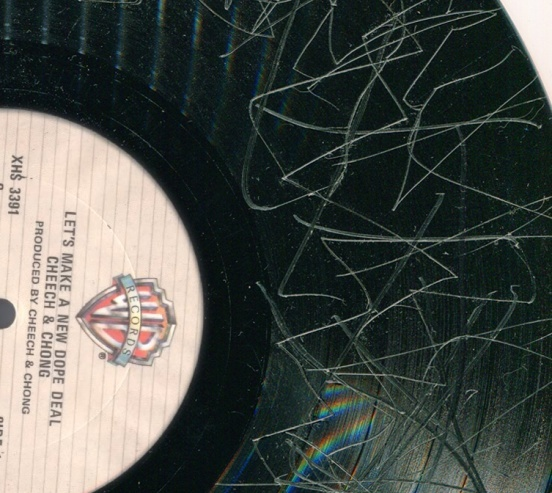 RECORDS
LET'S MAKE A NEW DOPE DEAL
CHEECH & CHONG
PRODUCED BY CHEECH & CHONG
XHS 3391